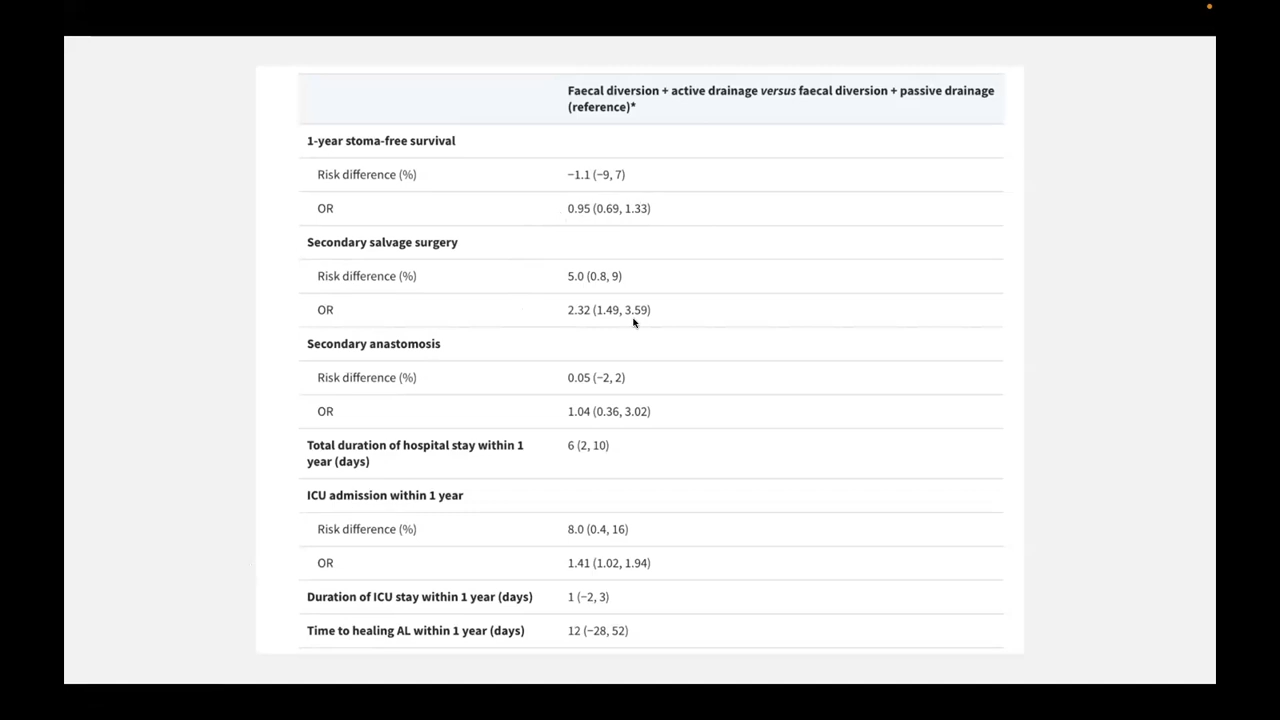 Faecal diversion + active drainage versus faecal diversion + passive drainage
(reference)*
1-year stoma-free survival
Risk difference (%)
−1.1 (−9, 7)
OR
0.95 (0.69, 1.33)
Secondary salvage surgery
Risk difference (%)
5.0 (0.8, 9)
OR
2.32 (1.49, 3.59)
Secondary anastomosis
Risk difference (%)
0.05 (−2, 2)
OR
1.04 (0.36, 3.02)
Total duration of hospital stay within 1
year (days)
6 (2, 10)
ICU admission within 1 year
Risk difference (%)
8.0 (0.4, 16)
OR
1.41 (1.02, 1.94)
Duration of ICU stay within 1 year (days)
1 (−2, 3)
Time to healing AL within 1 year (days)
12 (−28, 52)